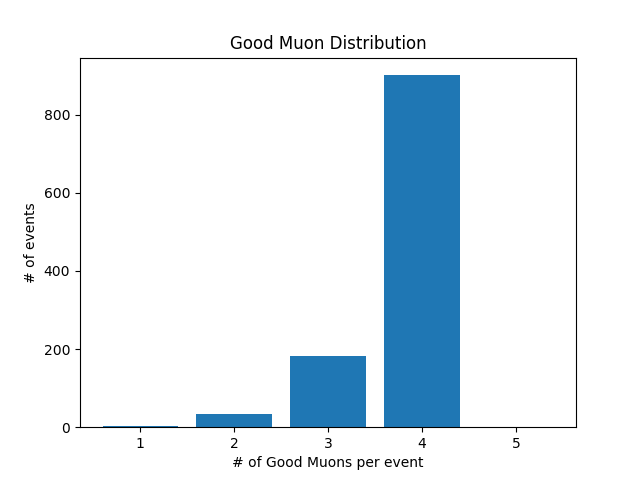 Good Muon Distribution
800
600
400
200
0
# of events
1 2 3 4 5
# of Good Muons per event